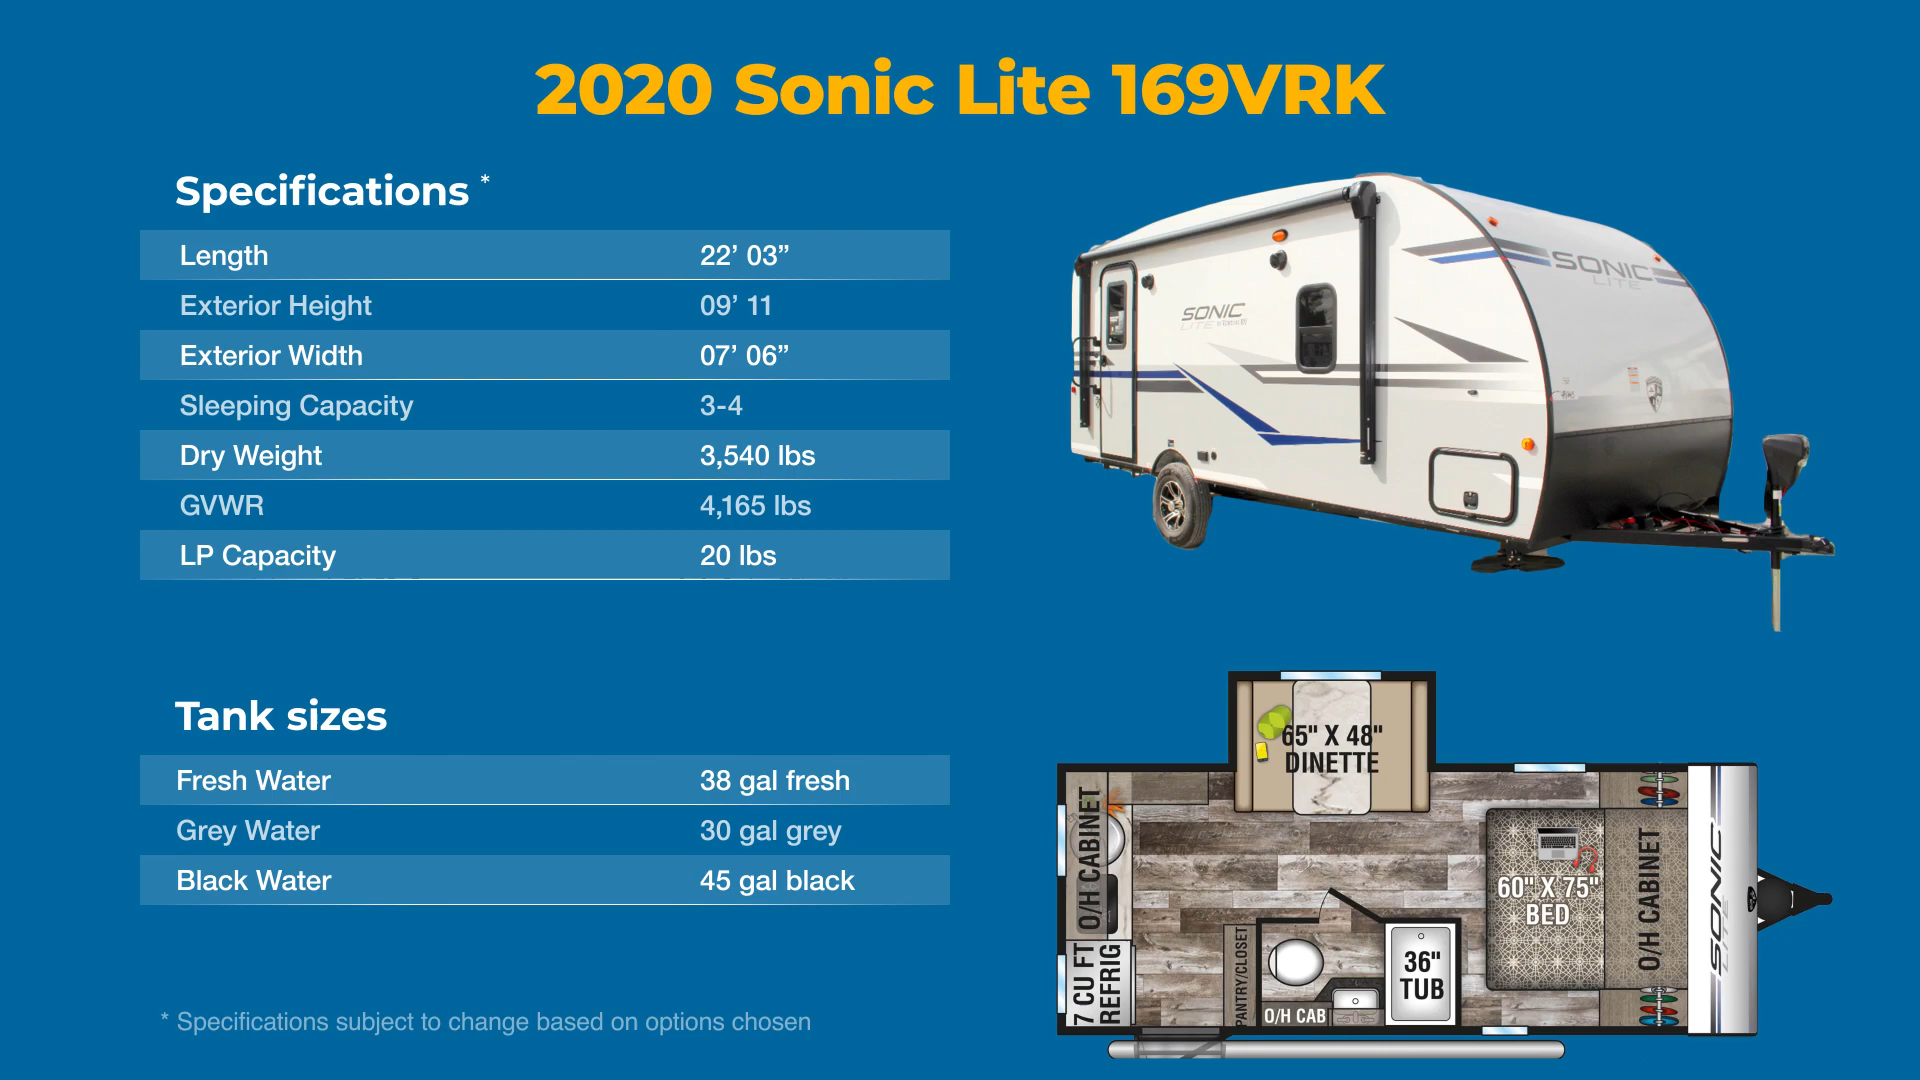 2020 Sonic Lite 169VRK
Specifications *
Length 22’ 03”
Exterior Height 09’ 11
Exterior Width 07’ 06”
Sleeping Capacity 3-4
Dry Weight 3,540 lbs
GVWR 4,165 lbs
LP Capacity 20 lbs
Tank sizes
Fresh Water 38 gal fresh
Grey Water 30 gal grey
Black Water 45 gal black
* Specifications subject to change based on options chosen
SONIC
LITE
SONIC
LITE
65" X 48"
DINETTE
O/H CABINET
7 CU FT
REFRIG
PANTRY/CLOSET
O/H CAB
36"
TUB
60" X 75"
BED
O/H CABINET
SONIC
LITE